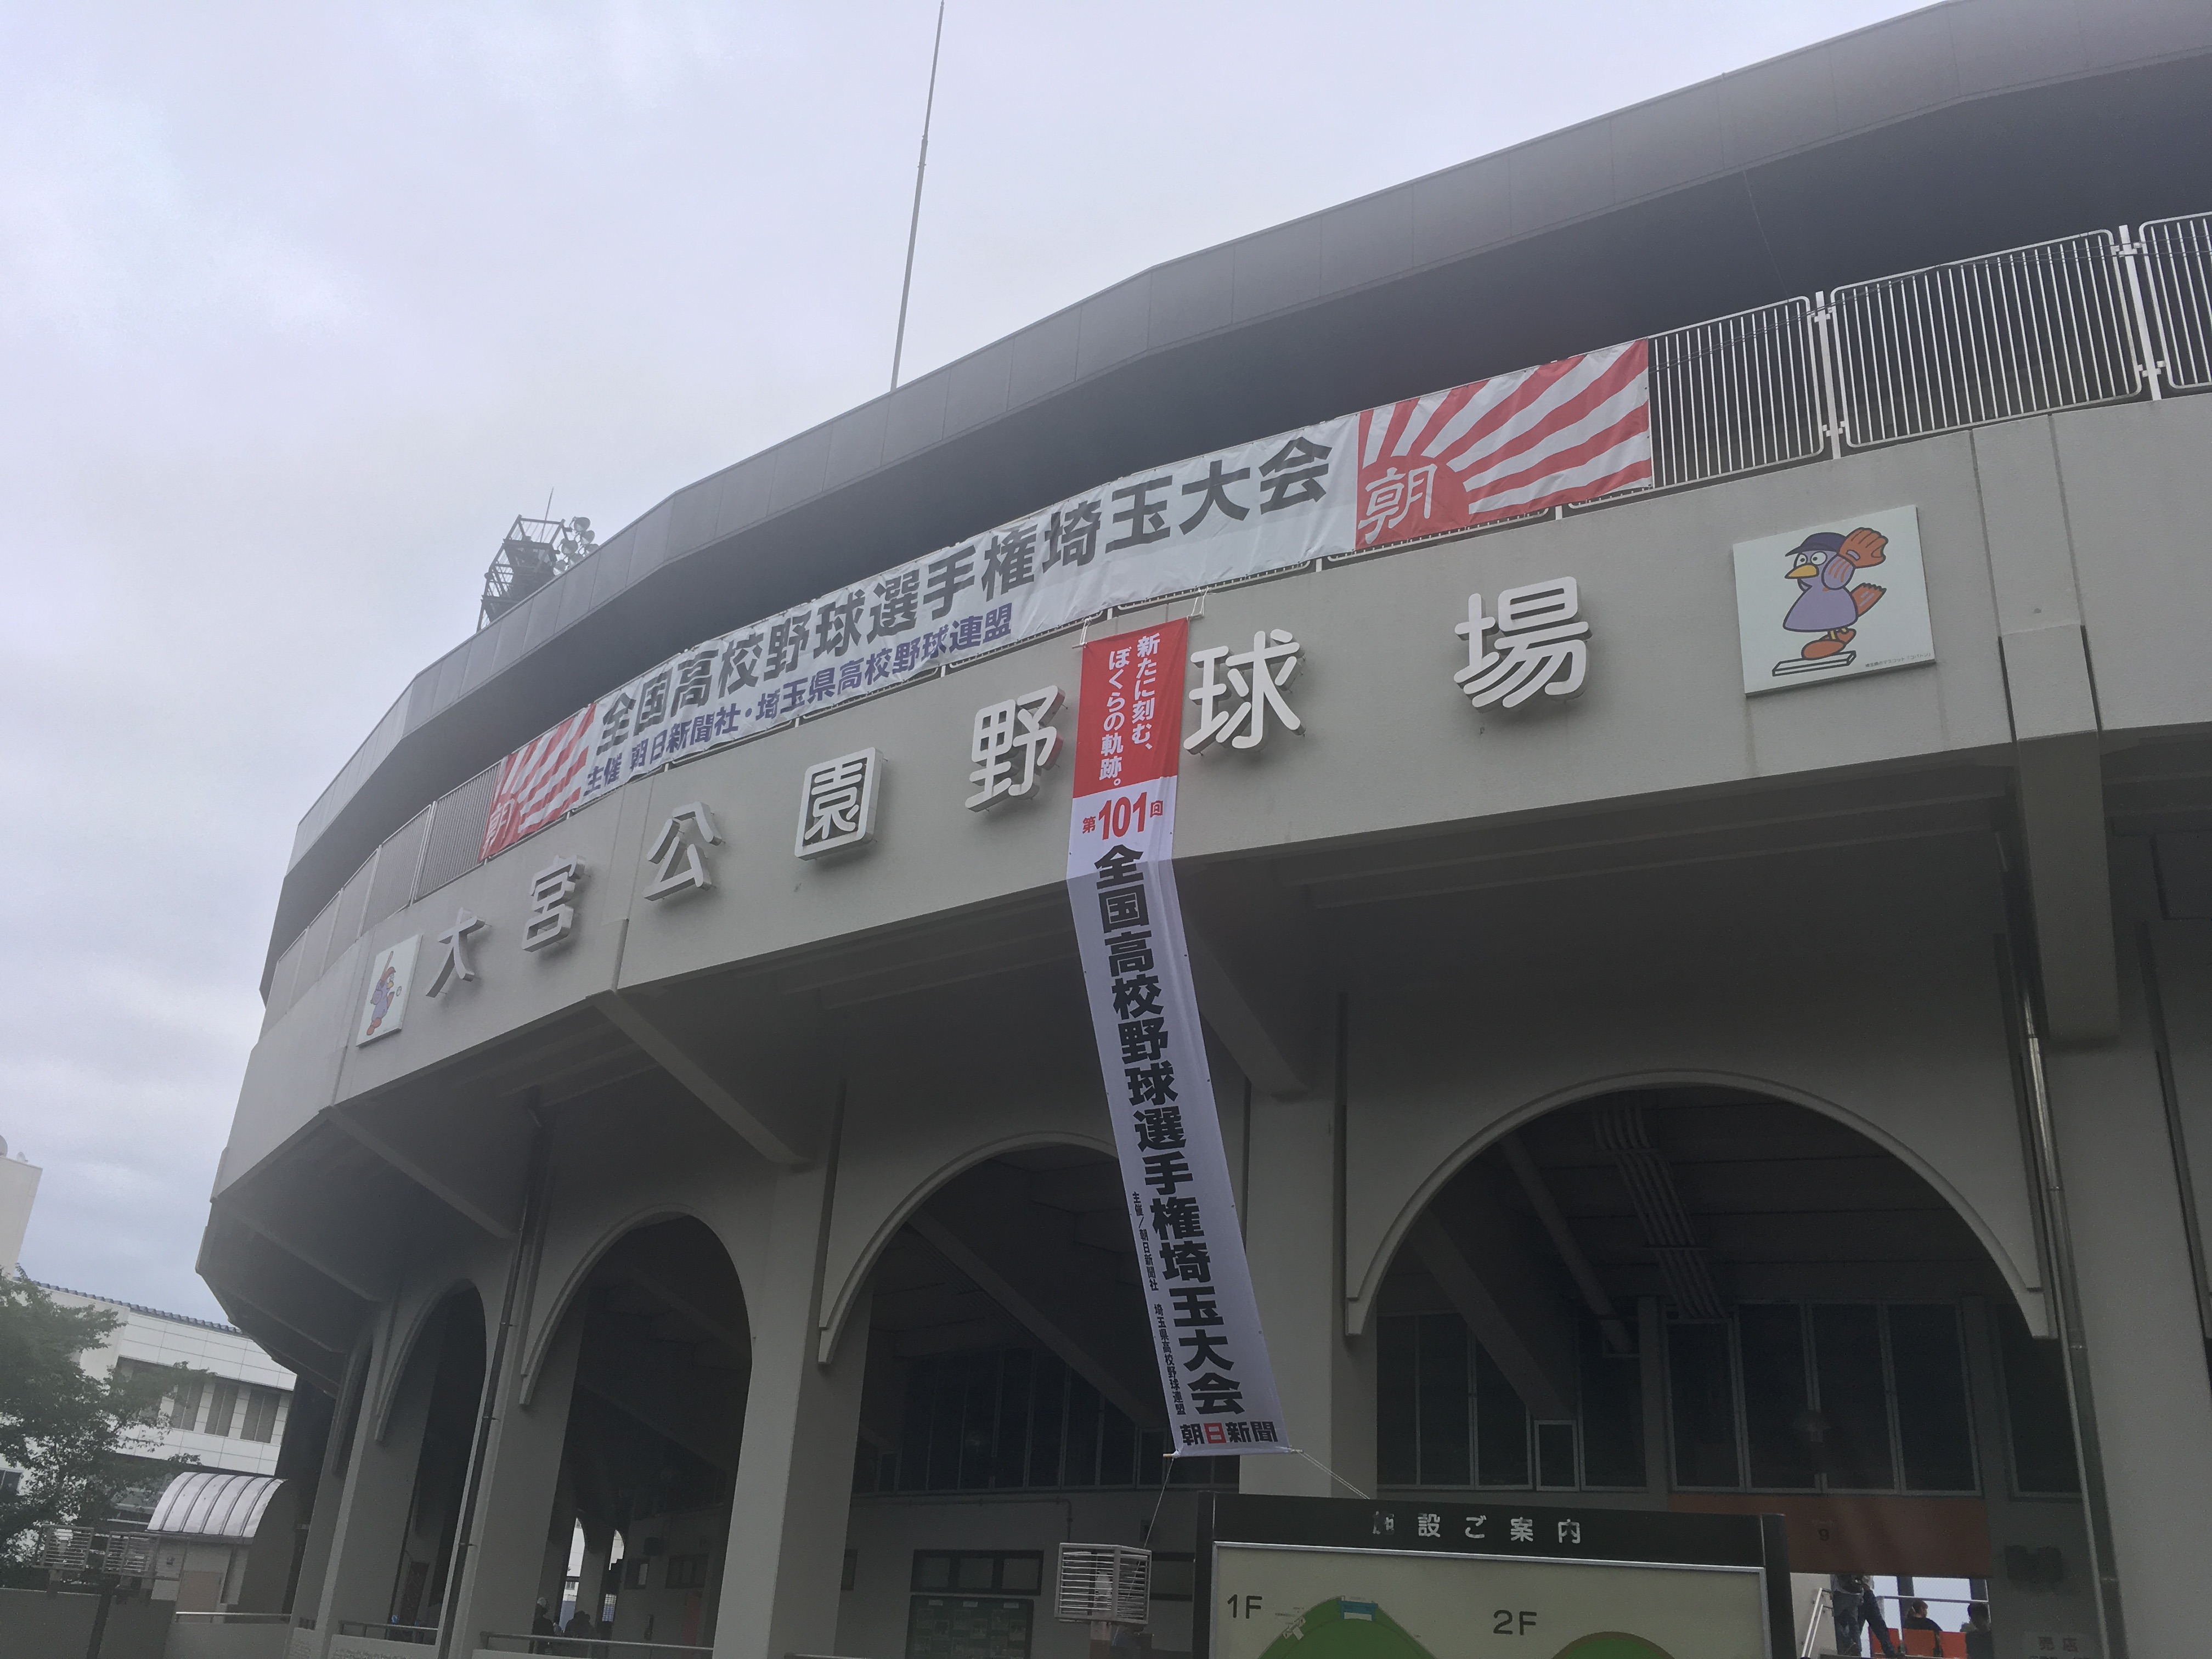 全国高校野球選手権埼玉大会
主催 朝日新聞社・埼玉県高校野球連盟
朝
朝
大宮公園野球場
新たに刻む、
ぼくらの軌跡。
第101回
全国高校野球選手権埼玉大会
主催/朝日新聞社 埼玉県高校野球連盟
朝日新聞
施設ご案内
1F
2F
9
売店